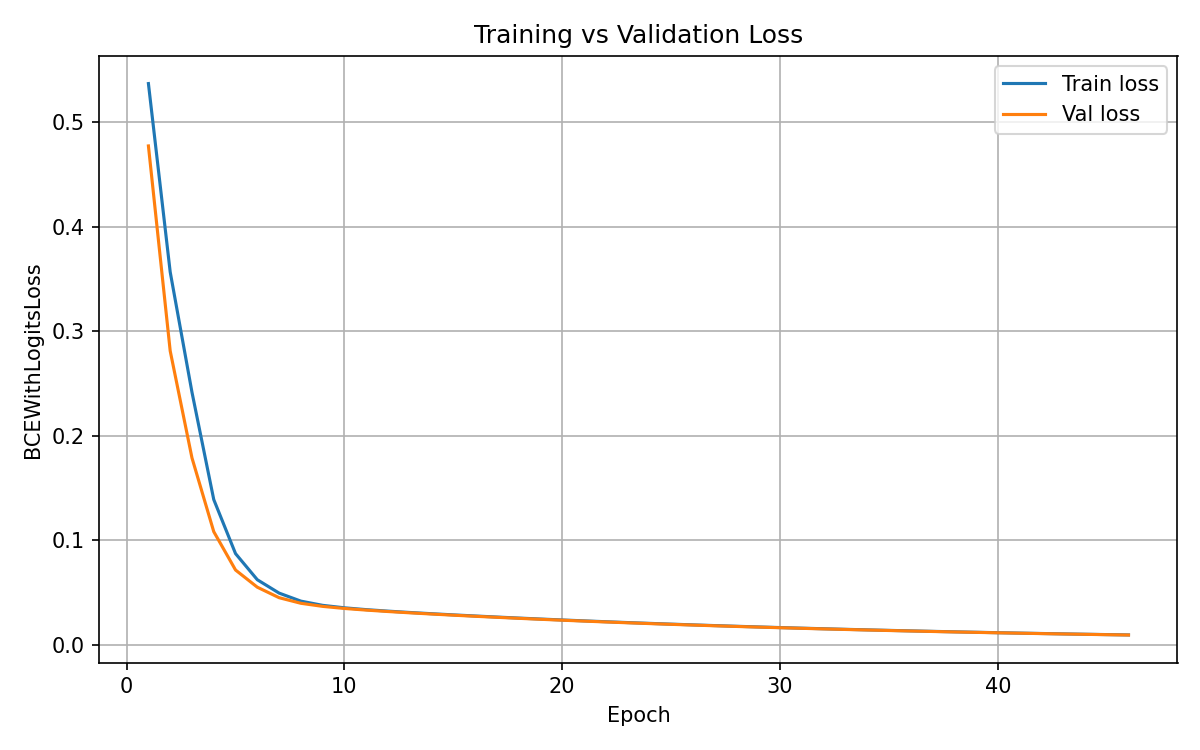 Training vs Validation Loss
Train loss
Val loss
BCEWithLogitsLoss
0.5
0.4
0.3
0.2
0.1
0.0
0 10 20 30 40
Epoch